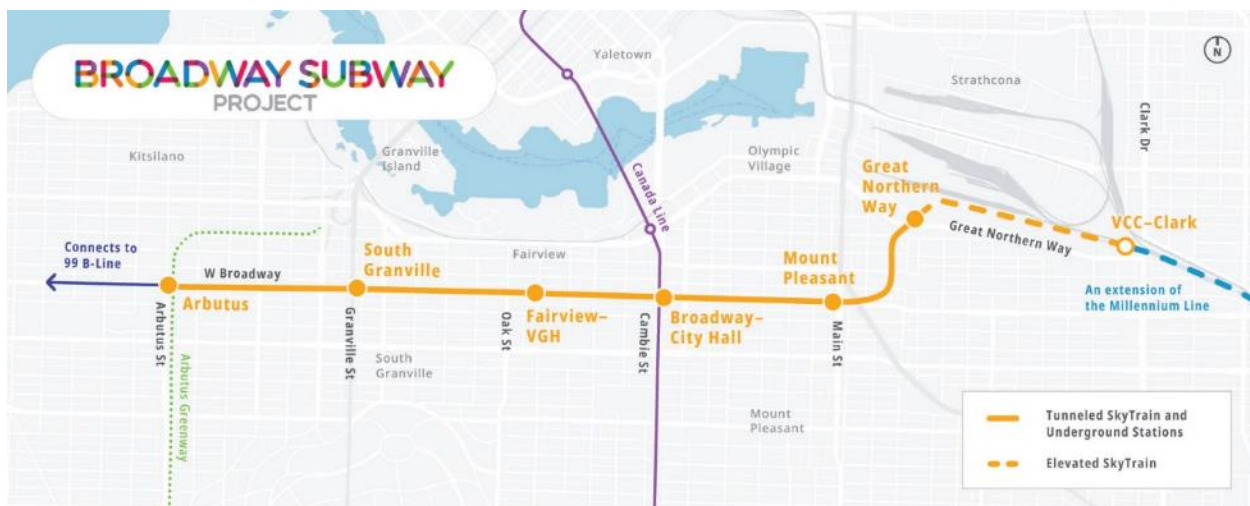 BROADWAY SUBWAY
PROJECT
Yaletown
Strathcona
N
Clark Dr
Kitsilano
Granville
Island
Canada Line
Olympic
Village
Great
Northern
Way
VCC–Clark
Great Northern Way
Connects to
99 B-Line
W Broadway
South
Granville
Fairview
Mount
Pleasant
An extension of
the Millennium Line
Arbutus
Fairview–
VGH
Broadway–
City Hall
Arbutus St
Arbutus Greenway
Granville St
South
Granville
Oak St
Cambie St
Main St
Mount
Pleasant
Tunneled SkyTrain and
Underground Stations
Elevated SkyTrain